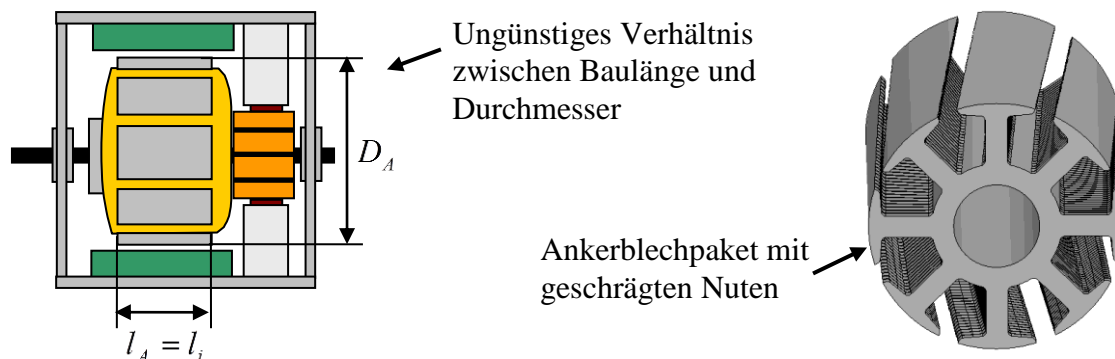 Ungünstiges Verhältnis
zwischen Baulänge und
Durchmesser
D_A
Ankerblechpaket mit
geschrägten Nuten
l_A = l_i